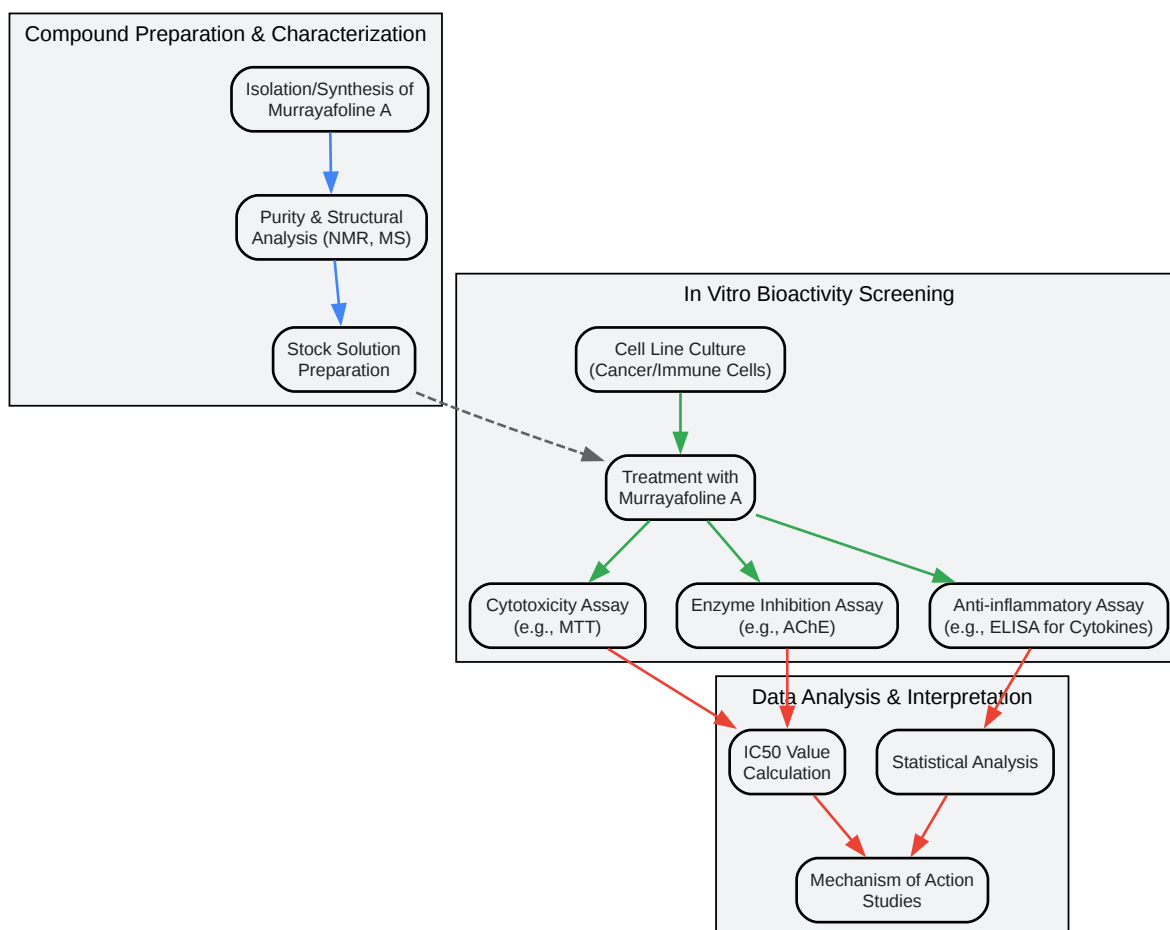 Compound Preparation & Characterization
Isolation/Synthesis of
Murrayafoline A
Purity & Structural
Analysis (NMR, MS)
Stock Solution
Preparation
In Vitro Bioactivity Screening
Cell Line Culture
(Cancer/Immune Cells)
Treatment with
Murrayafoline A
Cytotoxicity Assay
(e.g., MTT)
Enzyme Inhibition Assay
(e.g., AChE)
Anti-inflammatory Assay
(e.g., ELISA for Cytokines)
Data Analysis & Interpretation
IC50 Value
Calculation
Statistical Analysis
Mechanism of Action
Studies